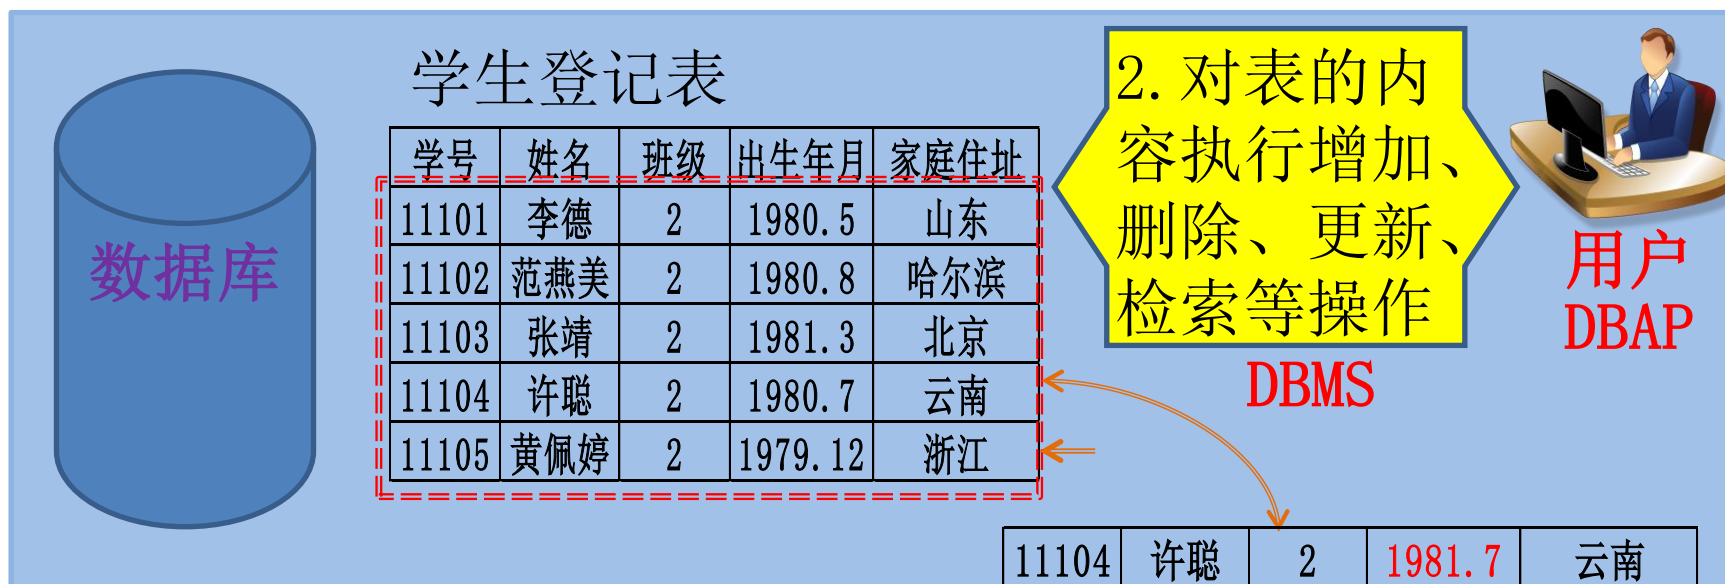 学生登记表
学号 姓名 班级 出生年月 家庭住址
11101 李德 2 1980.5 山东
11102 范燕美 2 1980.8 哈尔滨
11103 张靖 2 1981.3 北京
11104 许聪 2 1980.7 云南
11105 黄佩婷 2 1979.12 浙江
数据库
2.对表的内
容执行增加、
删除、更新、
检索等操作
DBMS
用户
DBAP
11104 许聪 2 1981.7 云南